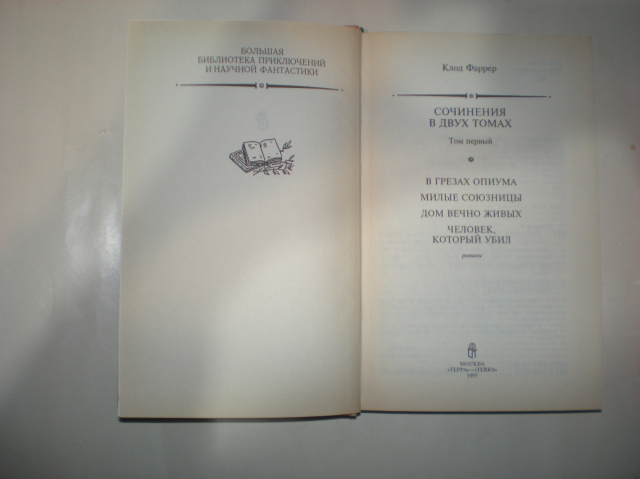 БОЛЬШАЯ
БИБЛИОТЕКА ПРИКЛЮЧЕНИЙ
И НАУЧНОЙ ФАНТАСТИКИ
Клод Фаррер
СОЧИНЕНИЯ
В ДВУХ ТОМАХ
Том первый
В ГРЕЗАХ ОПИУМА
МИЛЫЕ СОЮЗНИЦЫ
ДОМ ВЕЧНО ЖИВЫХ
ЧЕЛОВЕК,
КОТОРЫЙ УБИЛ
романы
МОСКВА
«ТЕРРА»—«TERRA»
1997